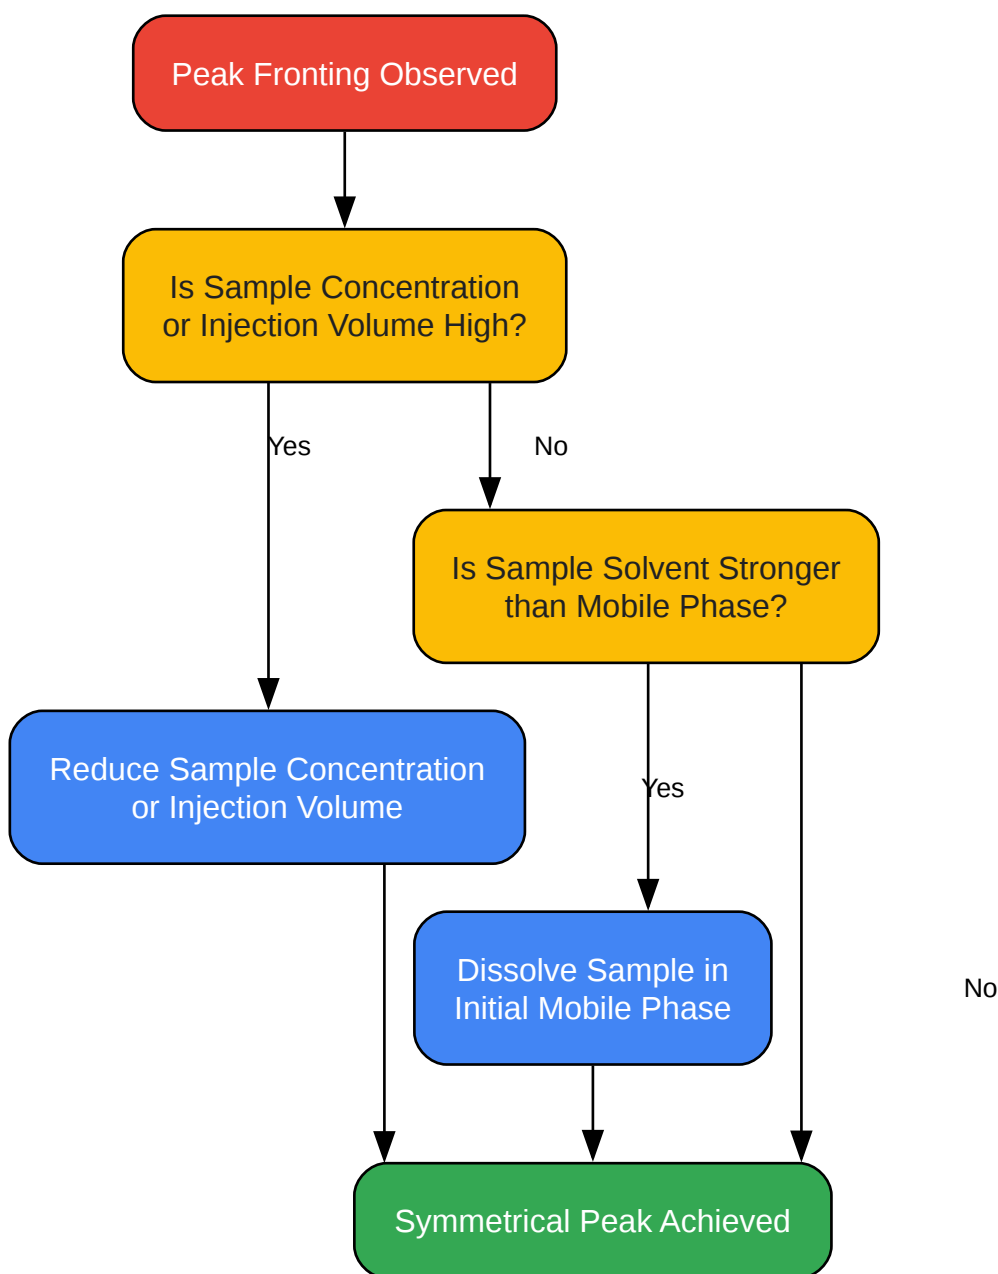 Peak Fronting Observed
Is Sample Concentration
or Injection Volume High?
Yes
No
Is Sample Solvent Stronger
than Mobile Phase?
Reduce Sample Concentration
or Injection Volume
Yes
Dissolve Sample in
Initial Mobile Phase
No
Symmetrical Peak Achieved